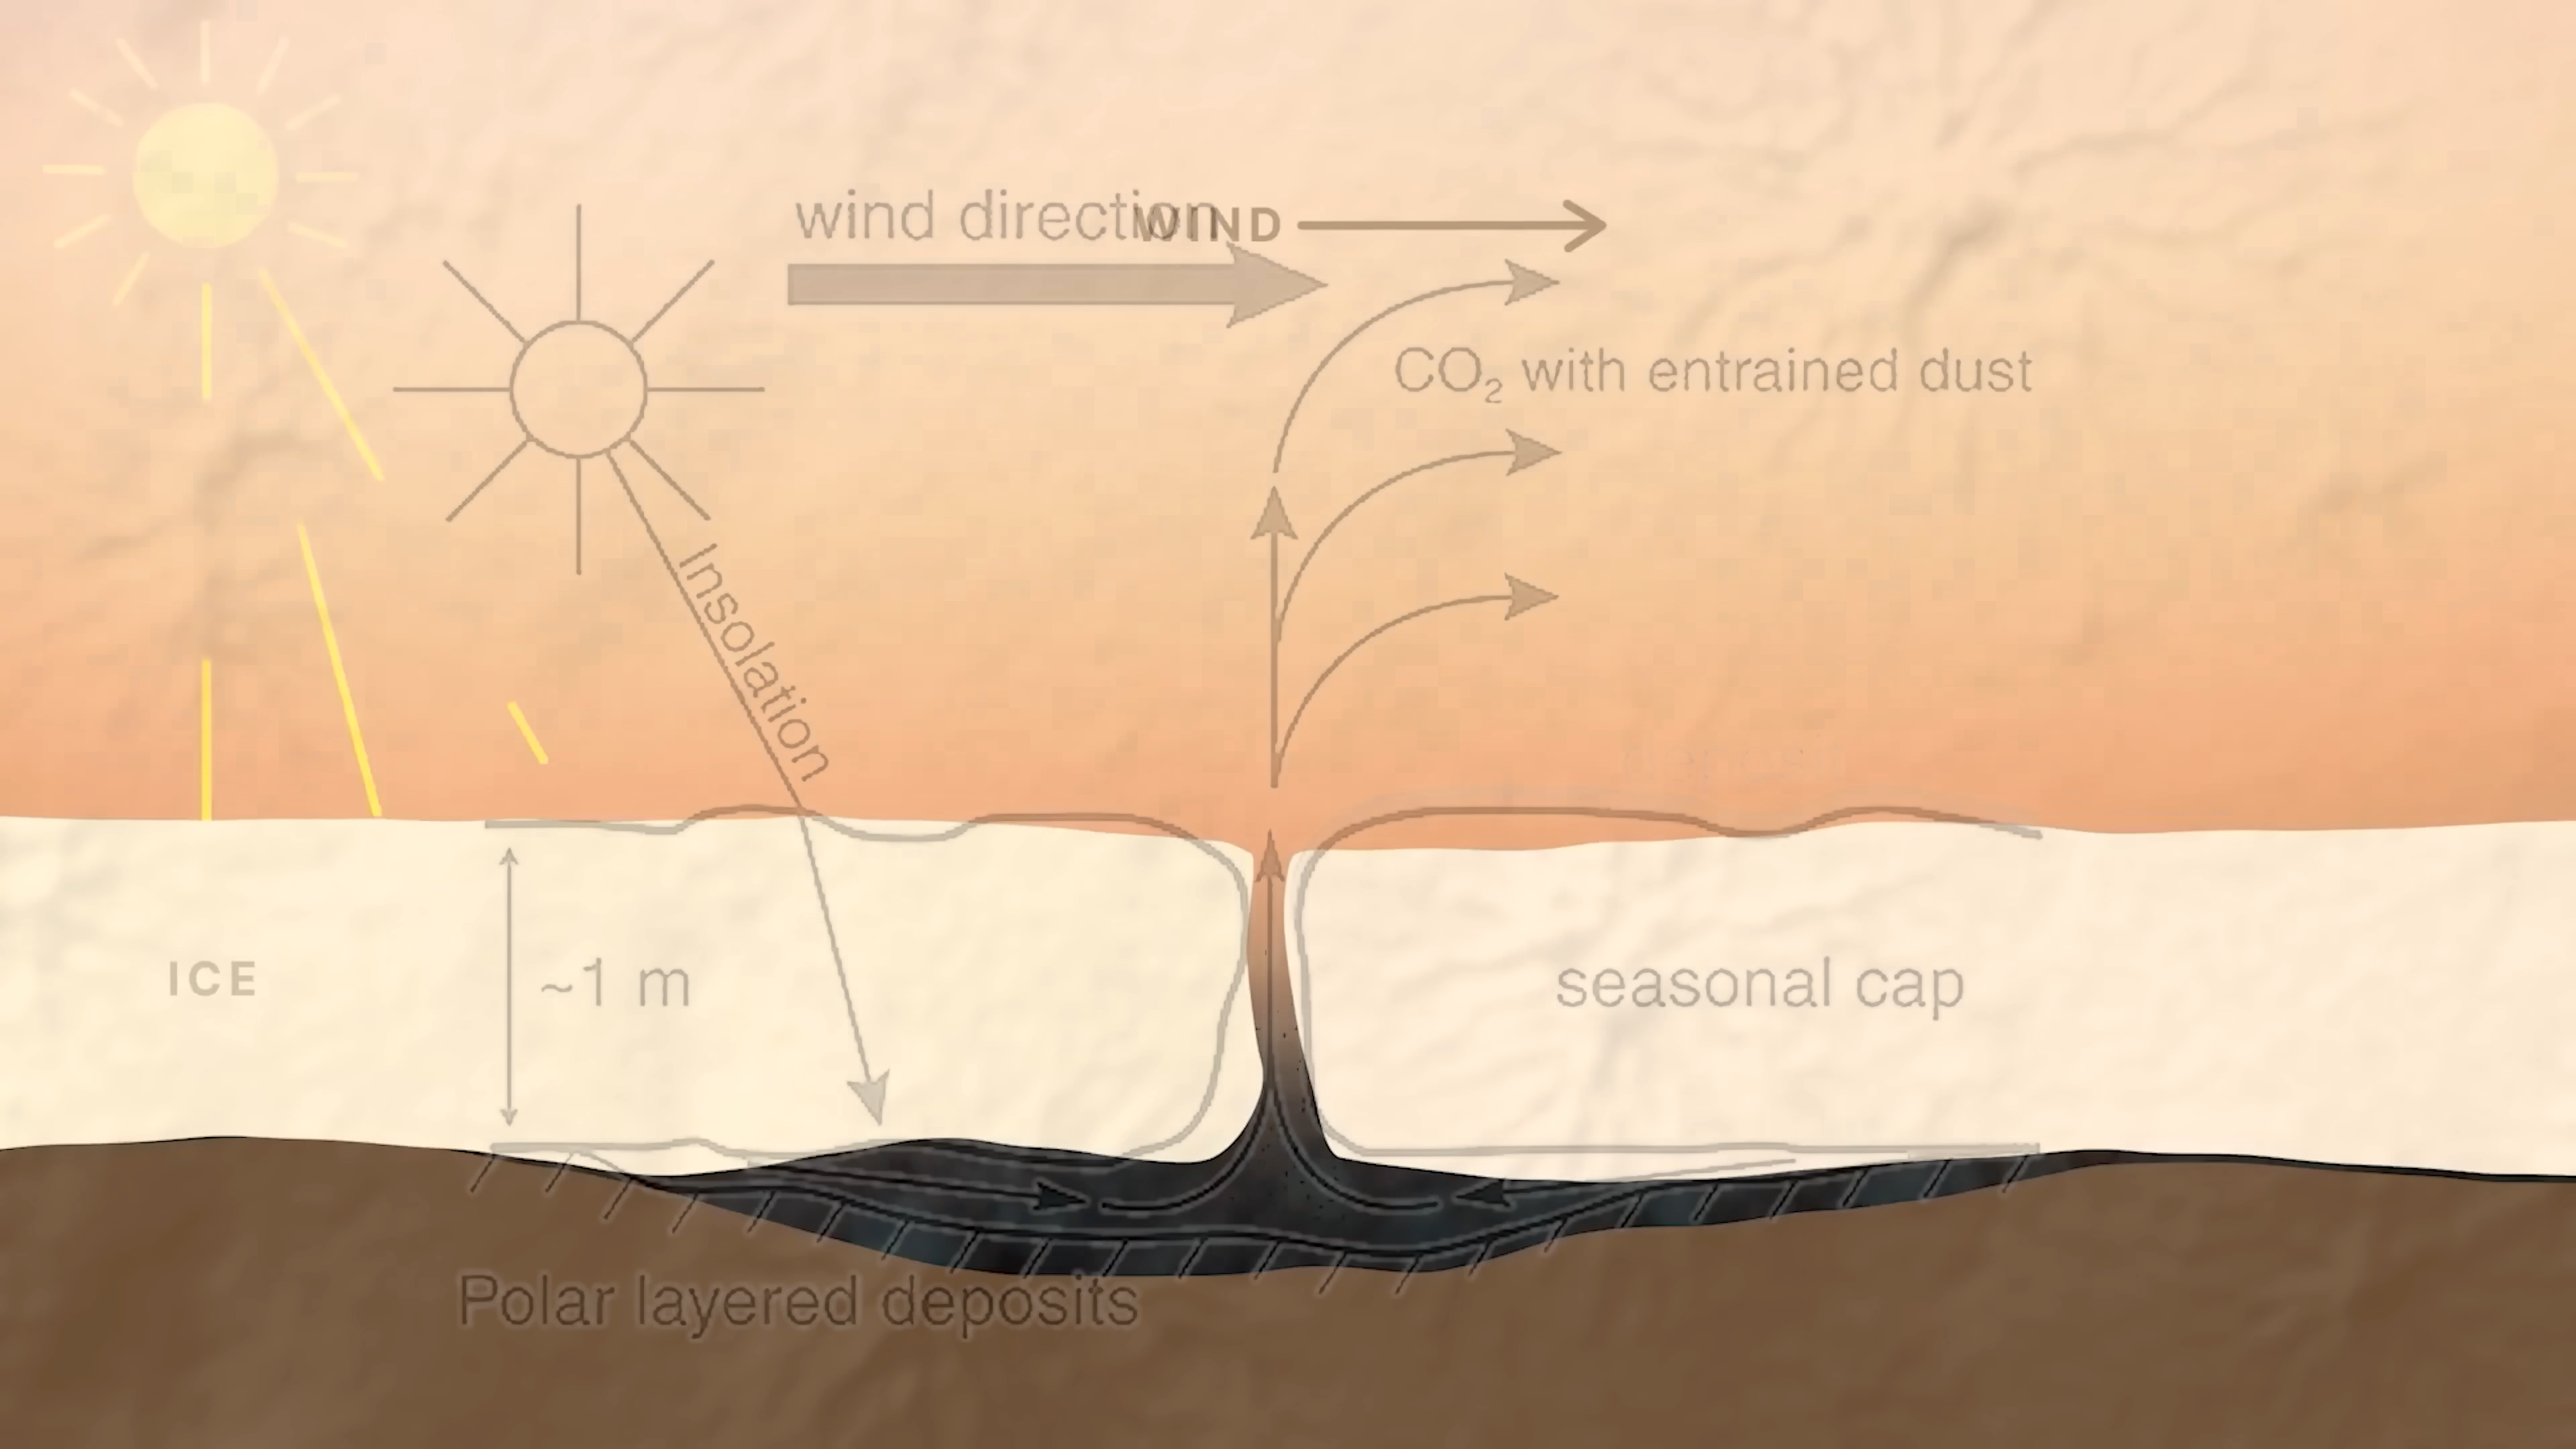 wind direction
WIND
CO₂ with entrained dust
Insolation
ICE
~1 m
seasonal cap
Polar layered deposits